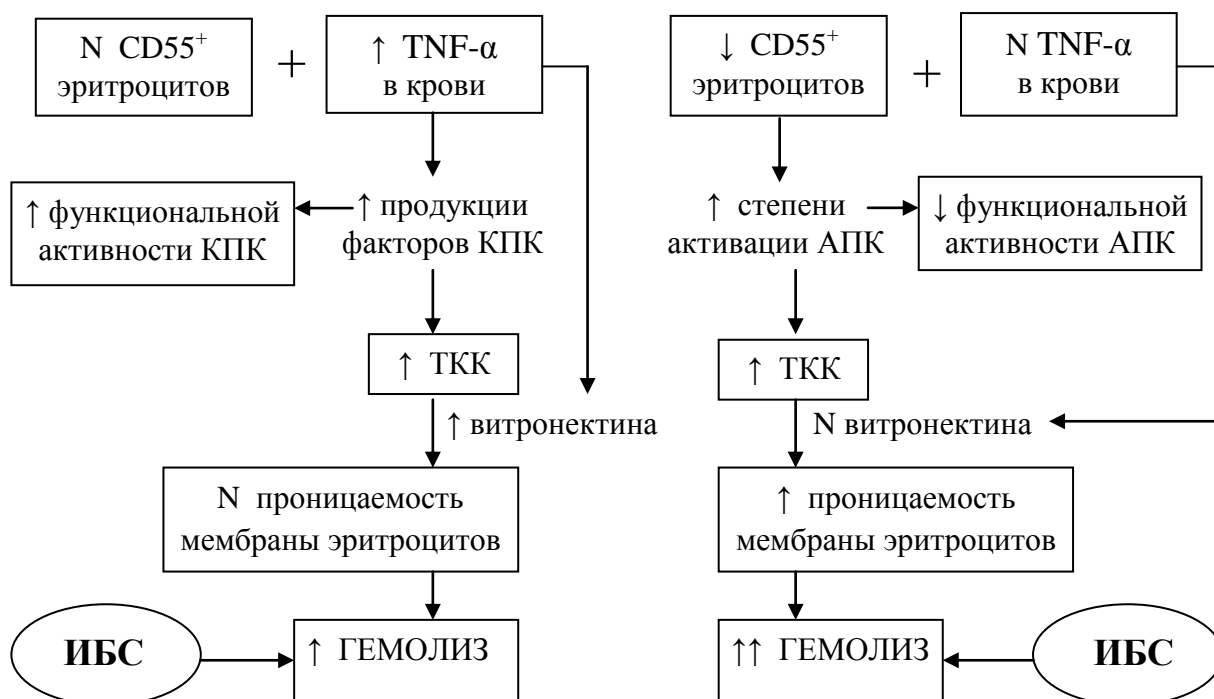 N CD55⁺
эритроцитов
+
↑ TNF-α
в крови
↑ функциональной
активности КПК
↑ продукции
факторов КПК
↑ ТКК
↑ витронектина
N проницаемость
мембраны эритроцитов
ИБС
↑ ГЕМОЛИЗ
↓ CD55⁺
эритроцитов
+
N TNF-α
в крови
↑ степени
активации АПК
↓ функциональной
активности АПК
↑ ТКК
N витронектина
↑ проницаемость
мембраны эритроцитов
↑↑ ГЕМОЛИЗ
ИБС